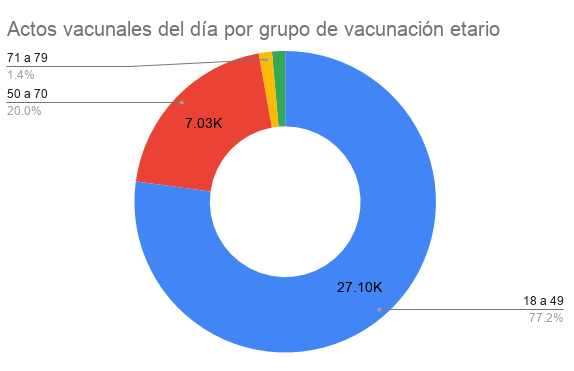 Actos vacunales del día por grupo de vacunación etario
71 a 79
1.4%
50 a 70
20.0%
7.03K
27.10K
18 a 49
77.2%